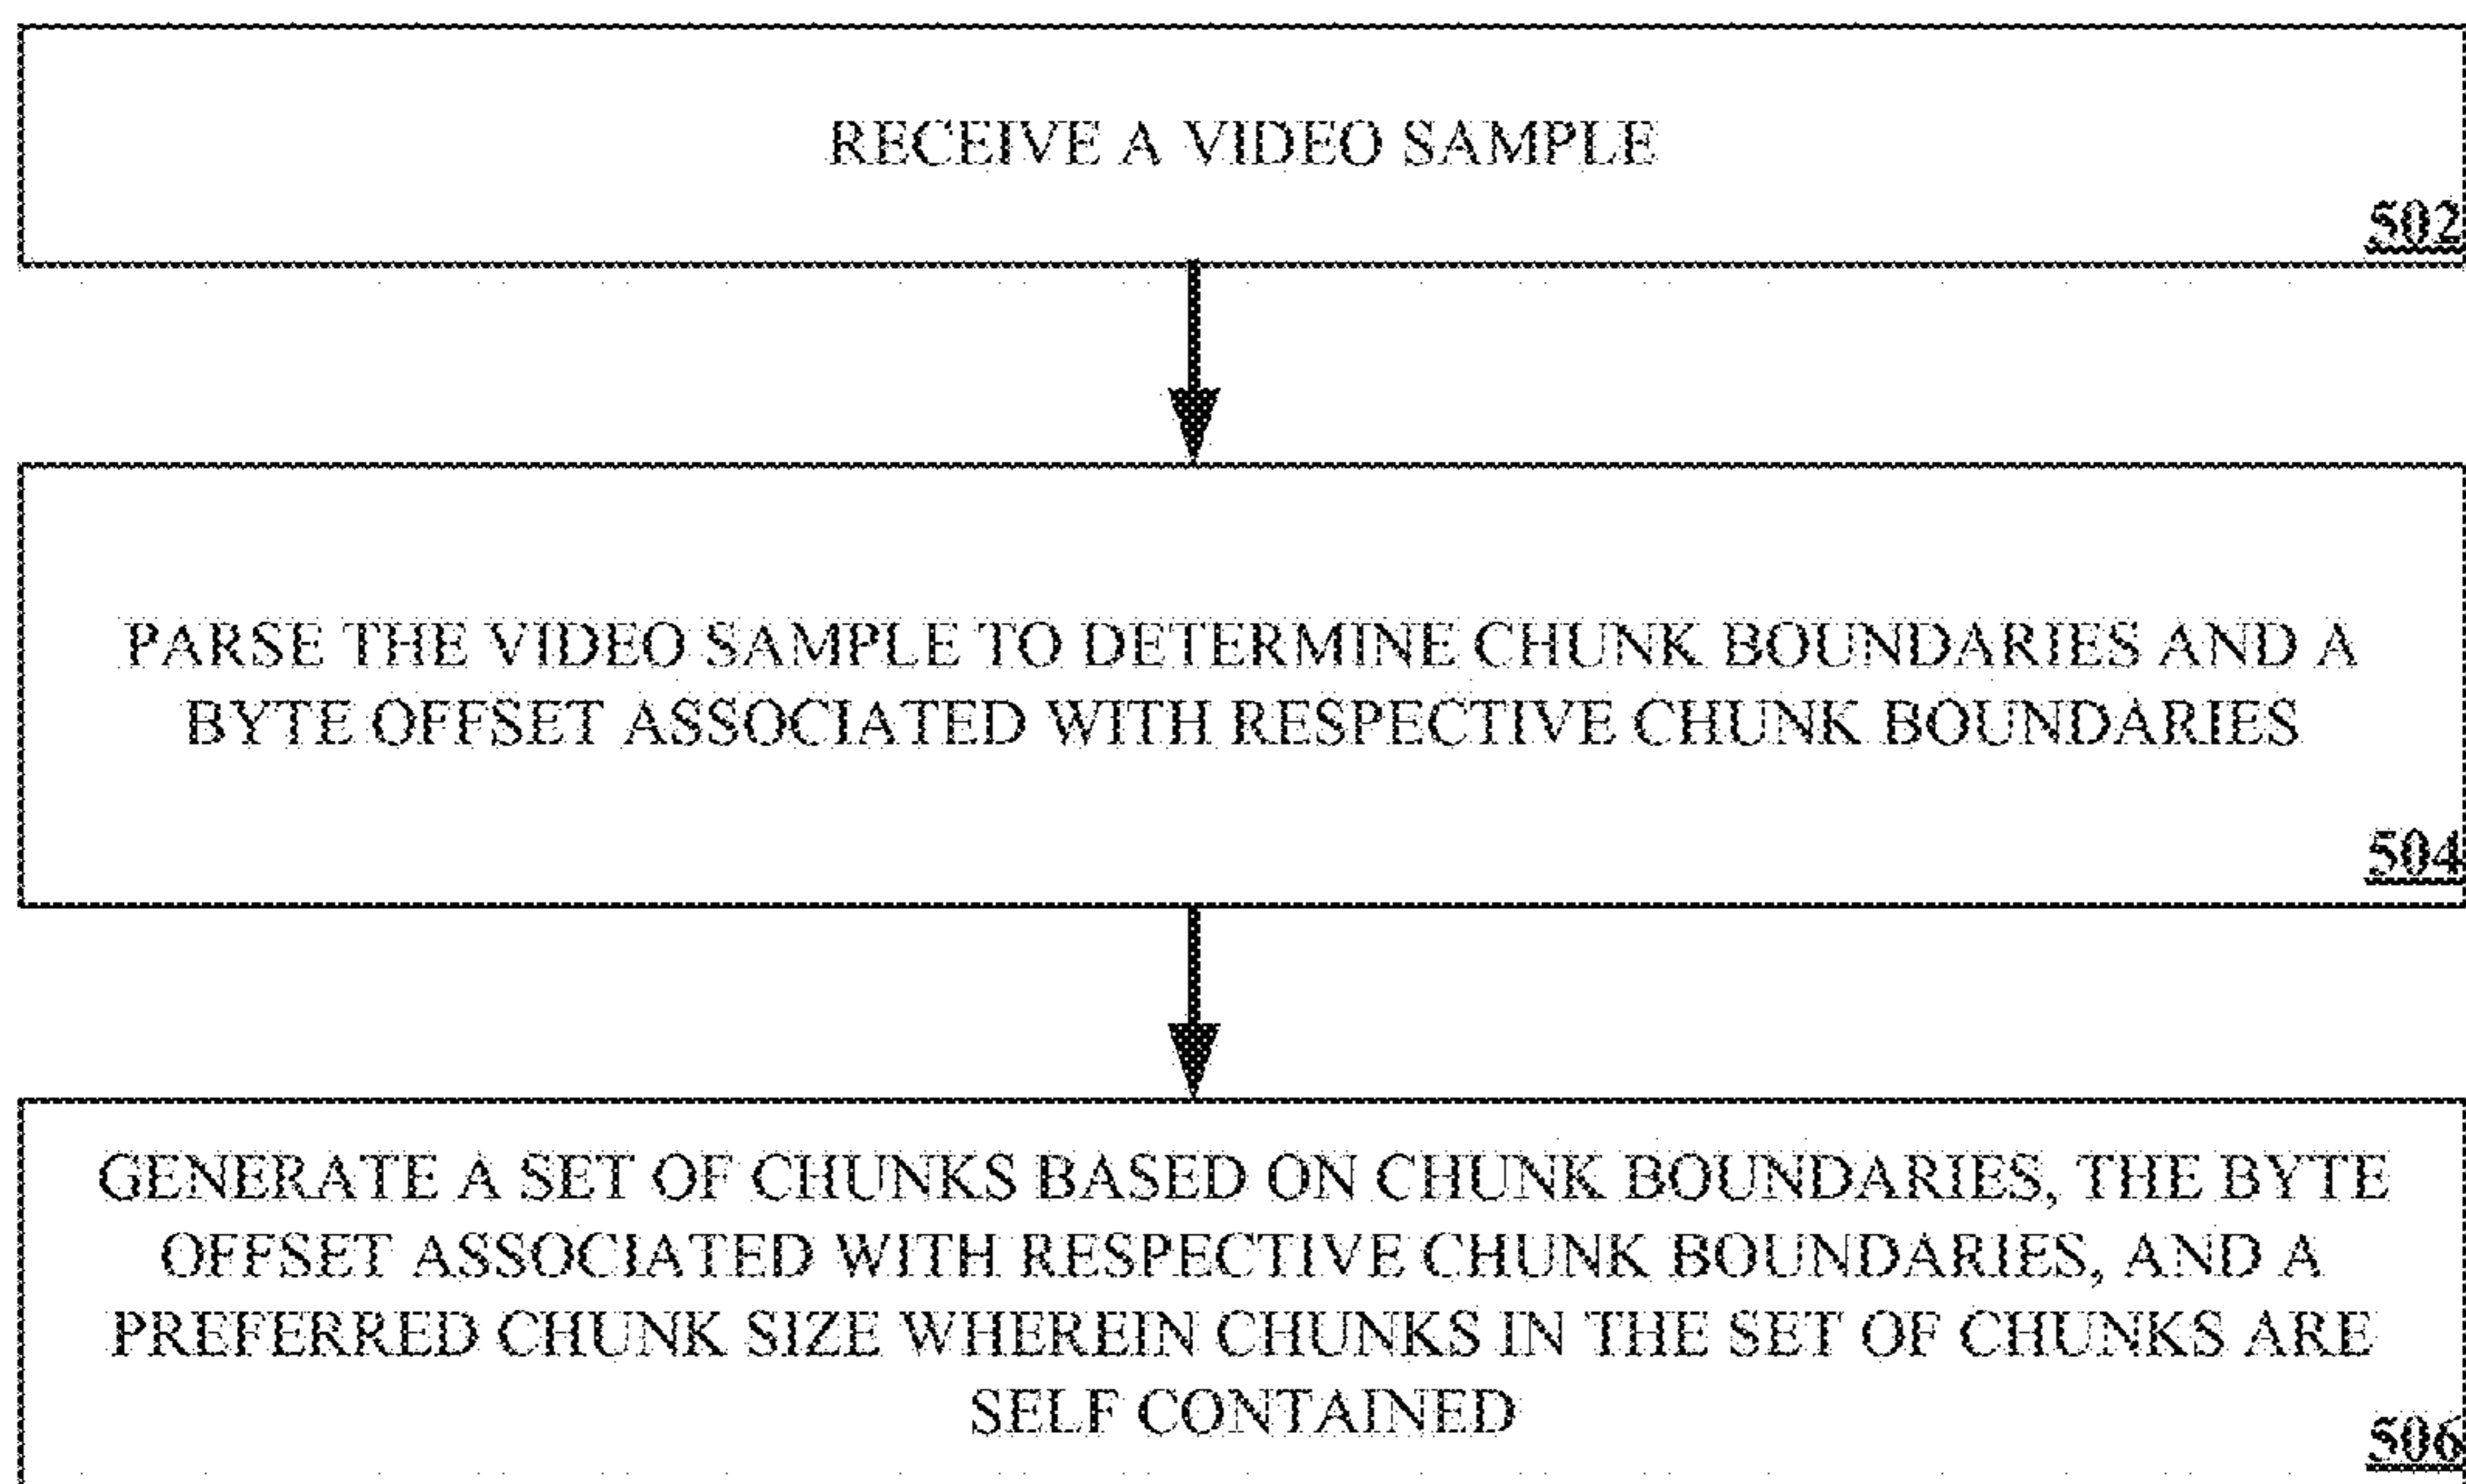 RECEIVE A VIDEO SAMPLE
502
PARSE THE VIDEO SAMPLE TO DETERMINE CHUNK BOUNDARIES AND A
BYTE OFFSET ASSOCIATED WITH RESPECTIVE CHUNK BOUNDARIES
504
GENERATE A SET OF CHUNKS BASED ON CHUNK BOUNDARIES, THE BYTE
OFFSET ASSOCIATED WITH RESPECTIVE CHUNK BOUNDARIES, AND A
PREFERRED CHUNK SIZE WHEREIN CHUNKS IN THE SET OF CHUNKS ARE
SELF CONTAINED
506